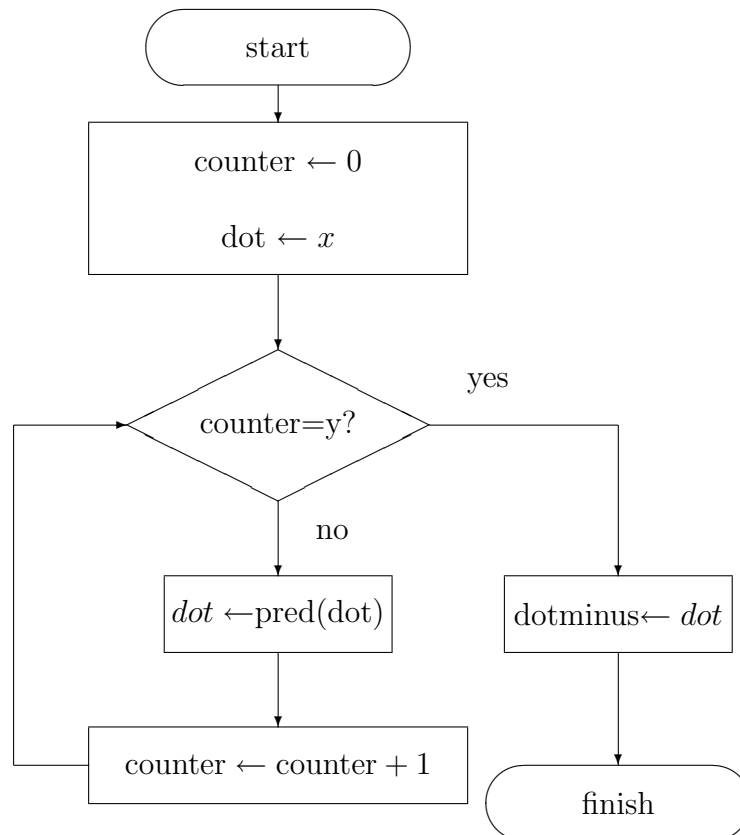 start
counter ← 0
dot ← x
yes
counter=y?
no
dot ←pred(dot)
dotminus← dot
counter ← counter + 1
finish